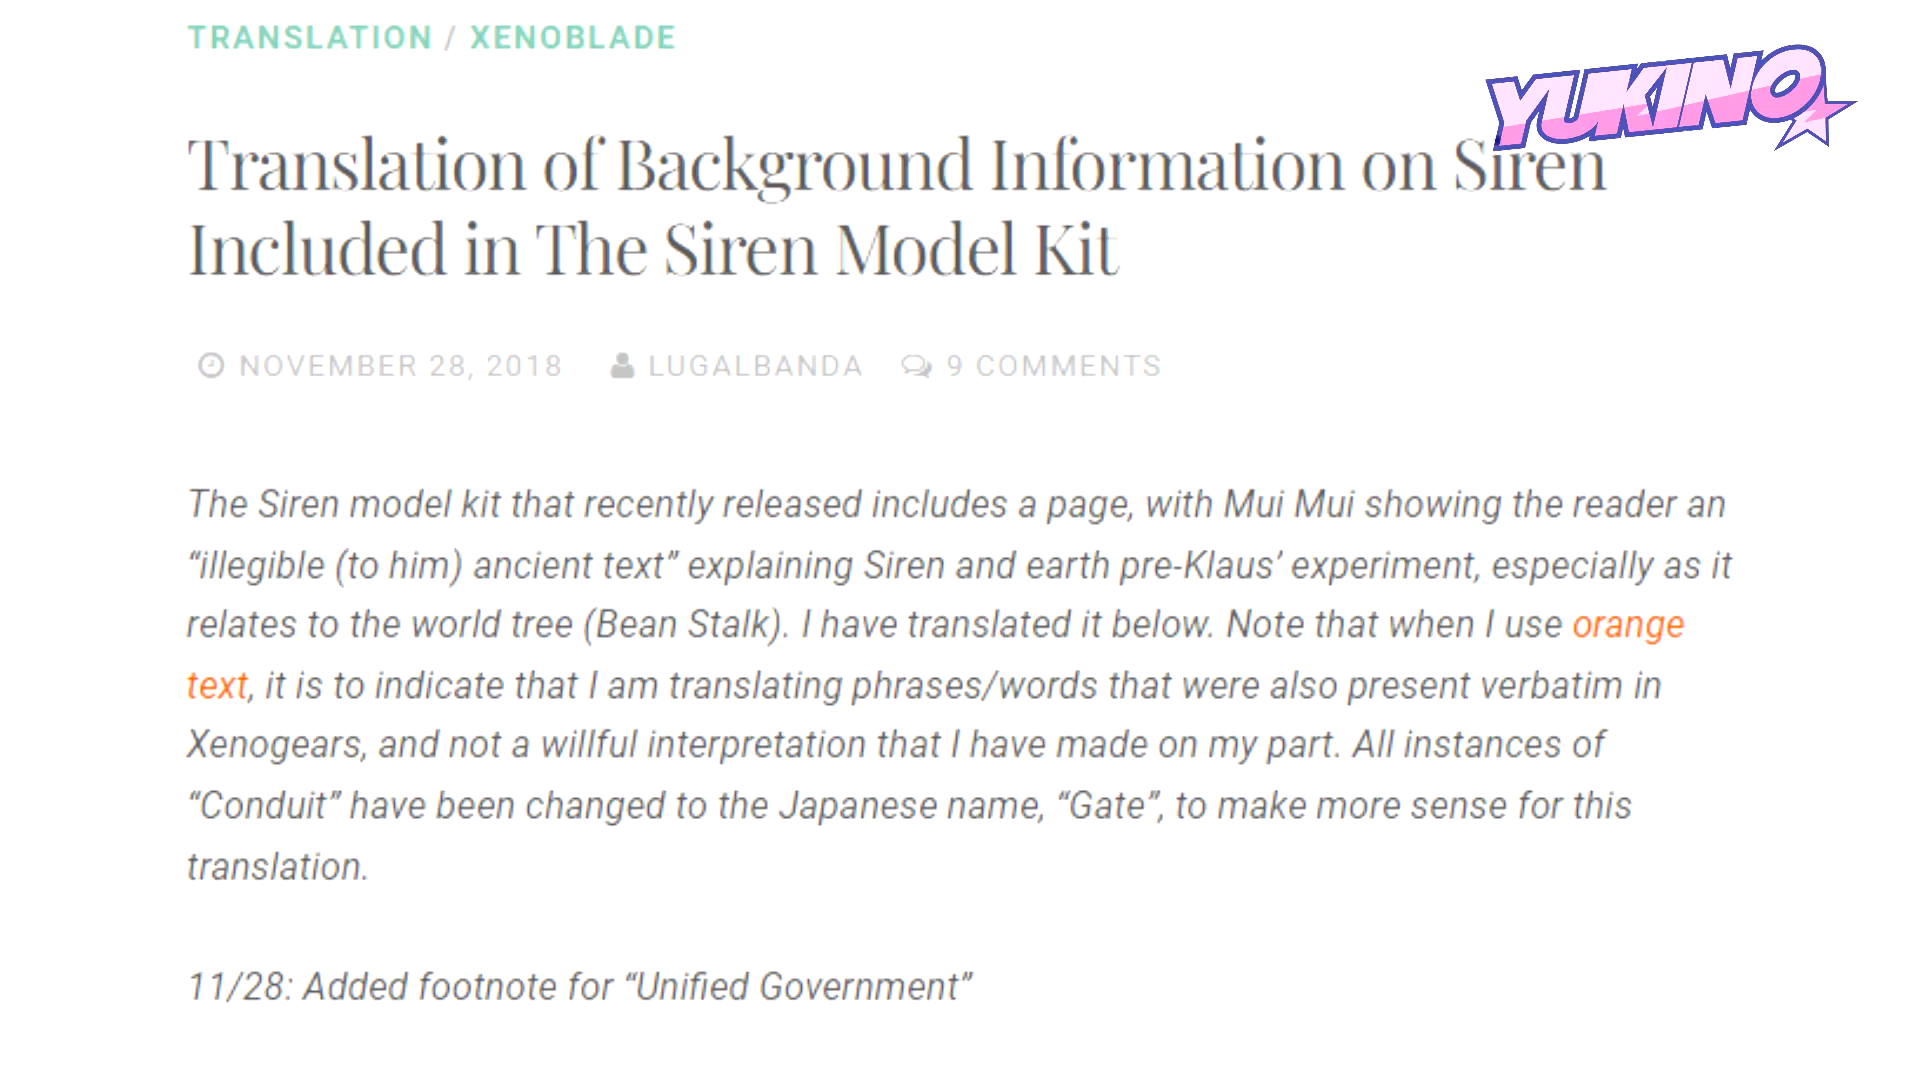 TRANSLATION / XENOBLADE
YUKINO
Translation of Background Information on Siren
Included in The Siren Model Kit
NOVEMBER 28, 2018 LUGALBANDA 9 COMMENTS
The Siren model kit that recently released includes a page, with Mui Mui showing the reader an
“illegible (to him) ancient text” explaining Siren and earth pre-Klaus’ experiment, especially as it
relates to the world tree (Bean Stalk). I have translated it below. Note that when I use orange
text, it is to indicate that I am translating phrases/words that were also present verbatim in
Xenogears, and not a willful interpretation that I have made on my part. All instances of
“Conduit” have been changed to the Japanese name, “Gate”, to make more sense for this
translation.
11/28: Added footnote for “Unified Government”